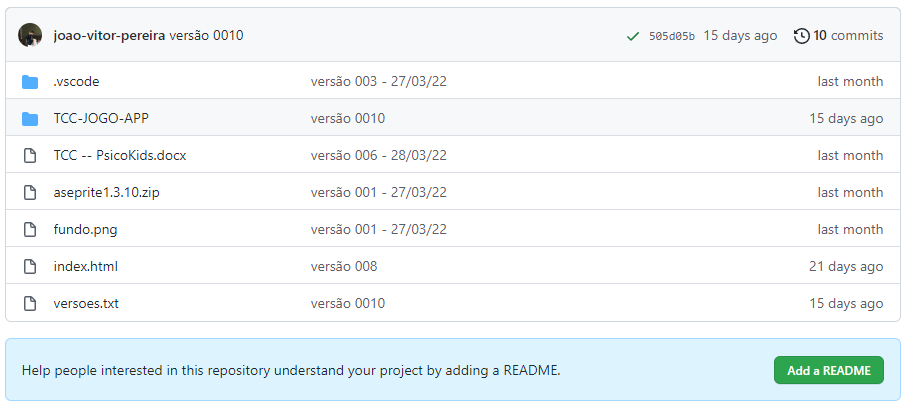 joao-vitor-pereira versão 0010 505d05b 15 days ago 10 commits
.vscode versão 003 - 27/03/22 last month
TCC-JOGO-APP versão 0010 15 days ago
TCC -- PsicoKids.docx versão 006 - 28/03/22 last month
aseprite1.3.10.zip versão 001 - 27/03/22 last month
fundo.png versão 001 - 27/03/22 last month
index.html versão 008 21 days ago
versoes.txt versão 0010 15 days ago
Help people interested in this repository understand your project by adding a README. Add a README